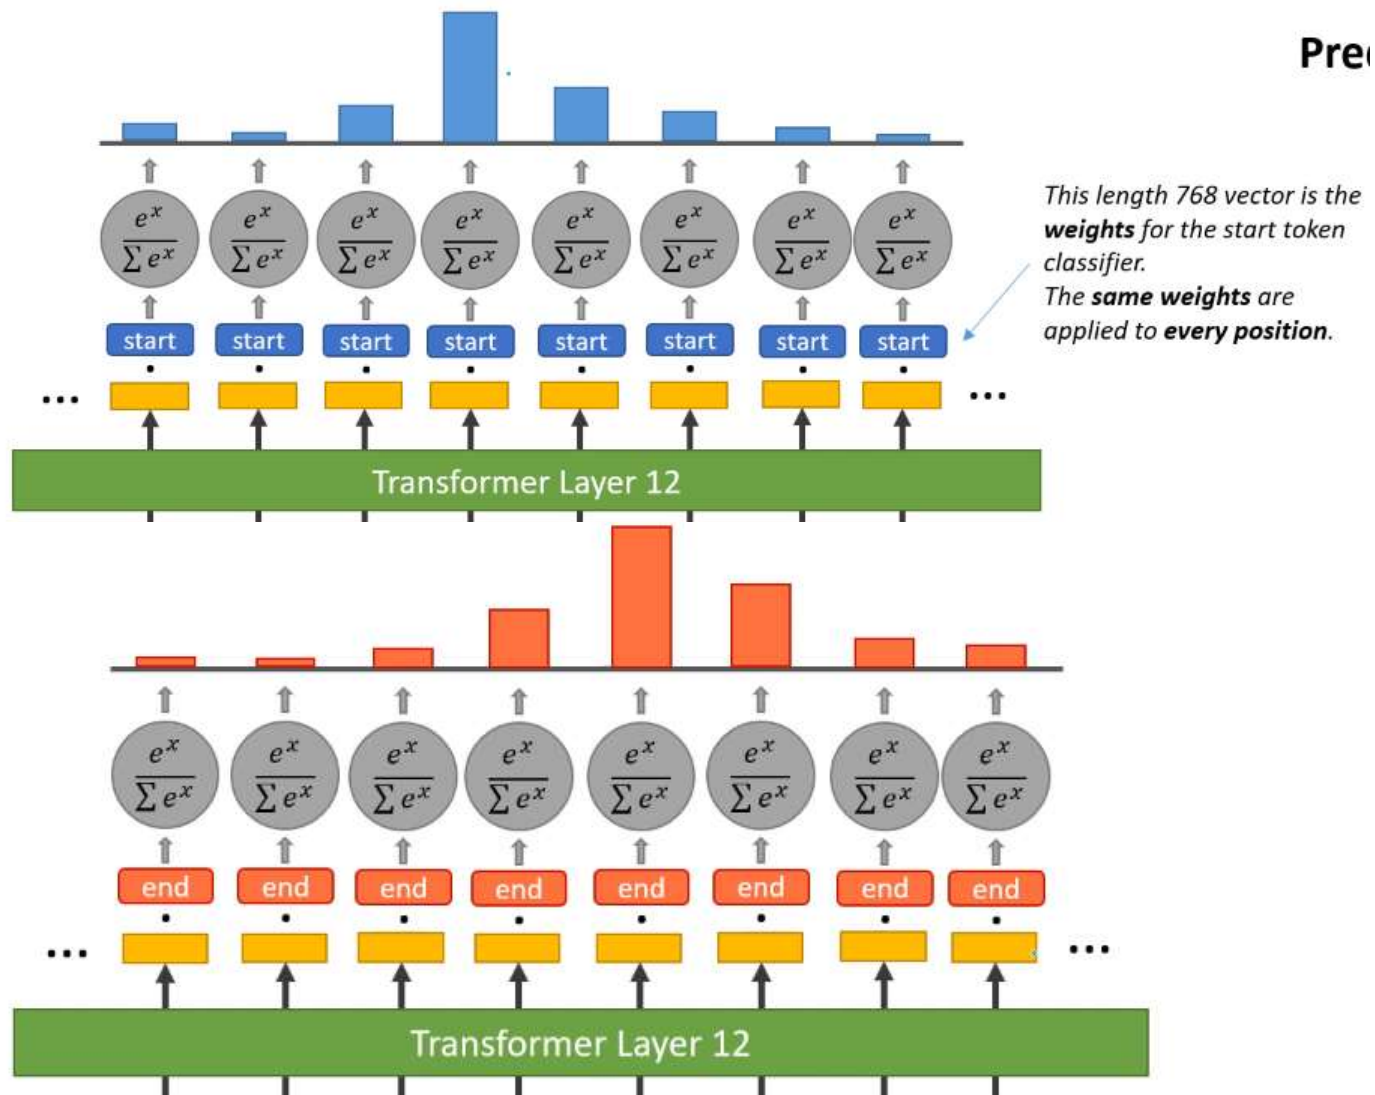 Pre
e^x / ∑ e^x e^x / ∑ e^x e^x / ∑ e^x e^x / ∑ e^x e^x / ∑ e^x e^x / ∑ e^x e^x / ∑ e^x e^x / ∑ e^x
This length 768 vector is the
weights for the start token
classifier.
The same weights are
applied to every position.
start start start start start start start start
... ...
Transformer Layer 12
e^x / ∑ e^x e^x / ∑ e^x e^x / ∑ e^x e^x / ∑ e^x e^x / ∑ e^x e^x / ∑ e^x e^x / ∑ e^x e^x / ∑ e^x
end end end end end end end end
... ...
Transformer Layer 12